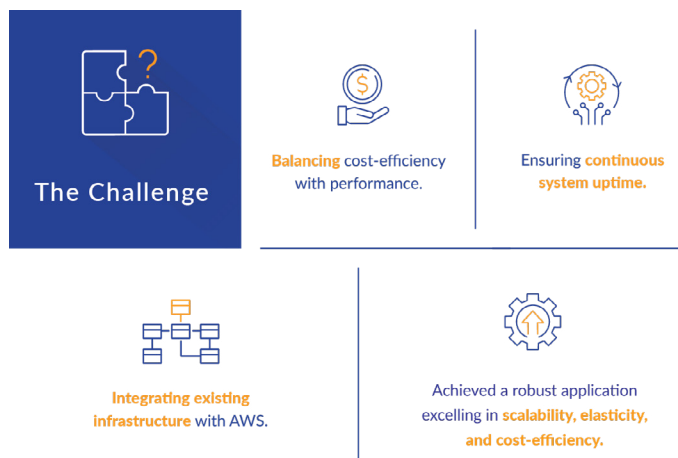 ?
The Challenge
$
Balancing cost-efficiency
with performance.
Ensuring continuous
system uptime.
Integrating existing
infrastructure with AWS.
Achieved a robust application
excelling in scalability, elasticity,
and cost-efficiency.